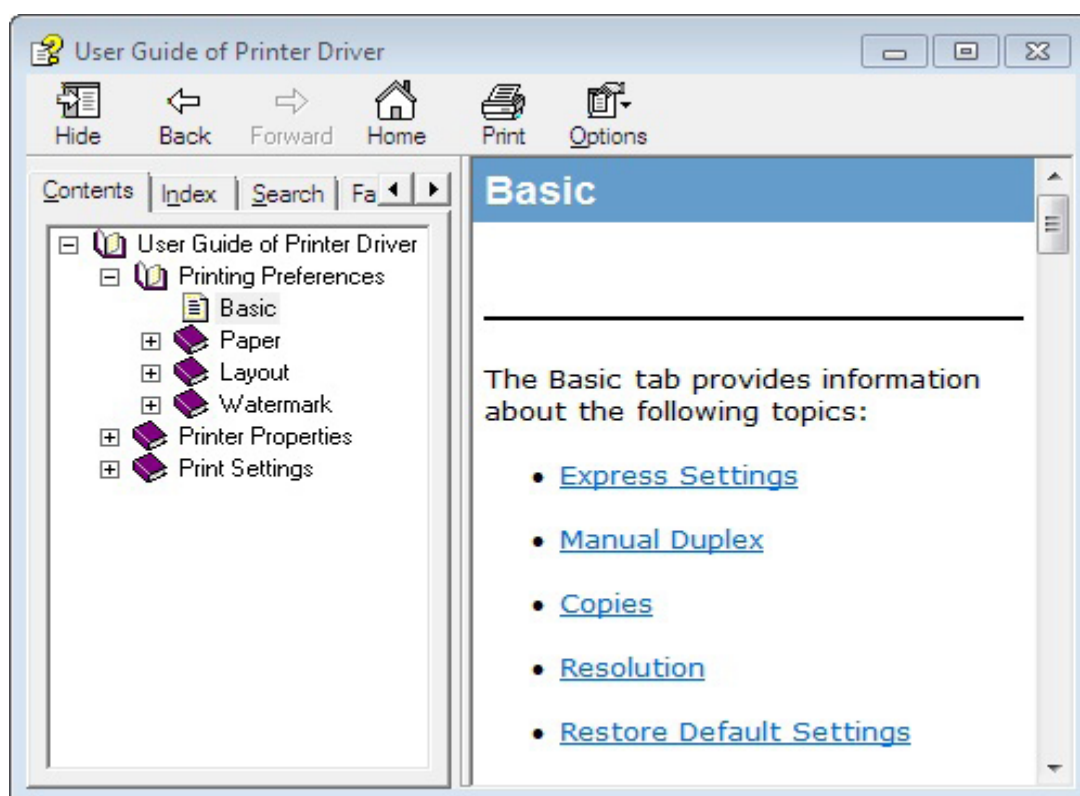 User Guide of Printer Driver
Hide Back Forward Home Print Options
Contents Index Search Fa
User Guide of Printer Driver
Printing Preferences
Basic
Paper
Layout
Watermark
Printer Properties
Print Settings
Basic
The Basic tab provides information
about the following topics:
• Express Settings
• Manual Duplex
• Copies
• Resolution
• Restore Default Settings